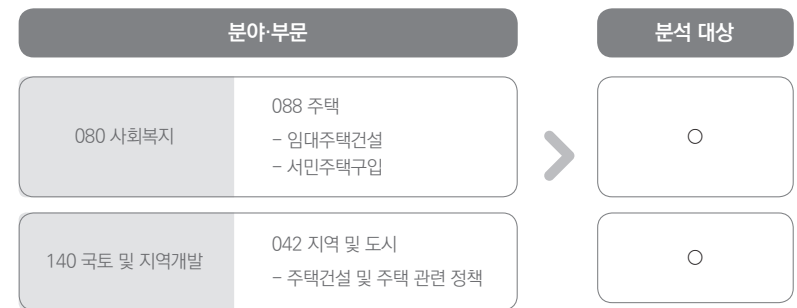 분야·부문
분석 대상
080 사회복지
088 주택
- 임대주택건설
- 서민주택구입
○
140 국토 및 지역개발
042 지역 및 도시
- 주택건설 및 주택 관련 정책
○